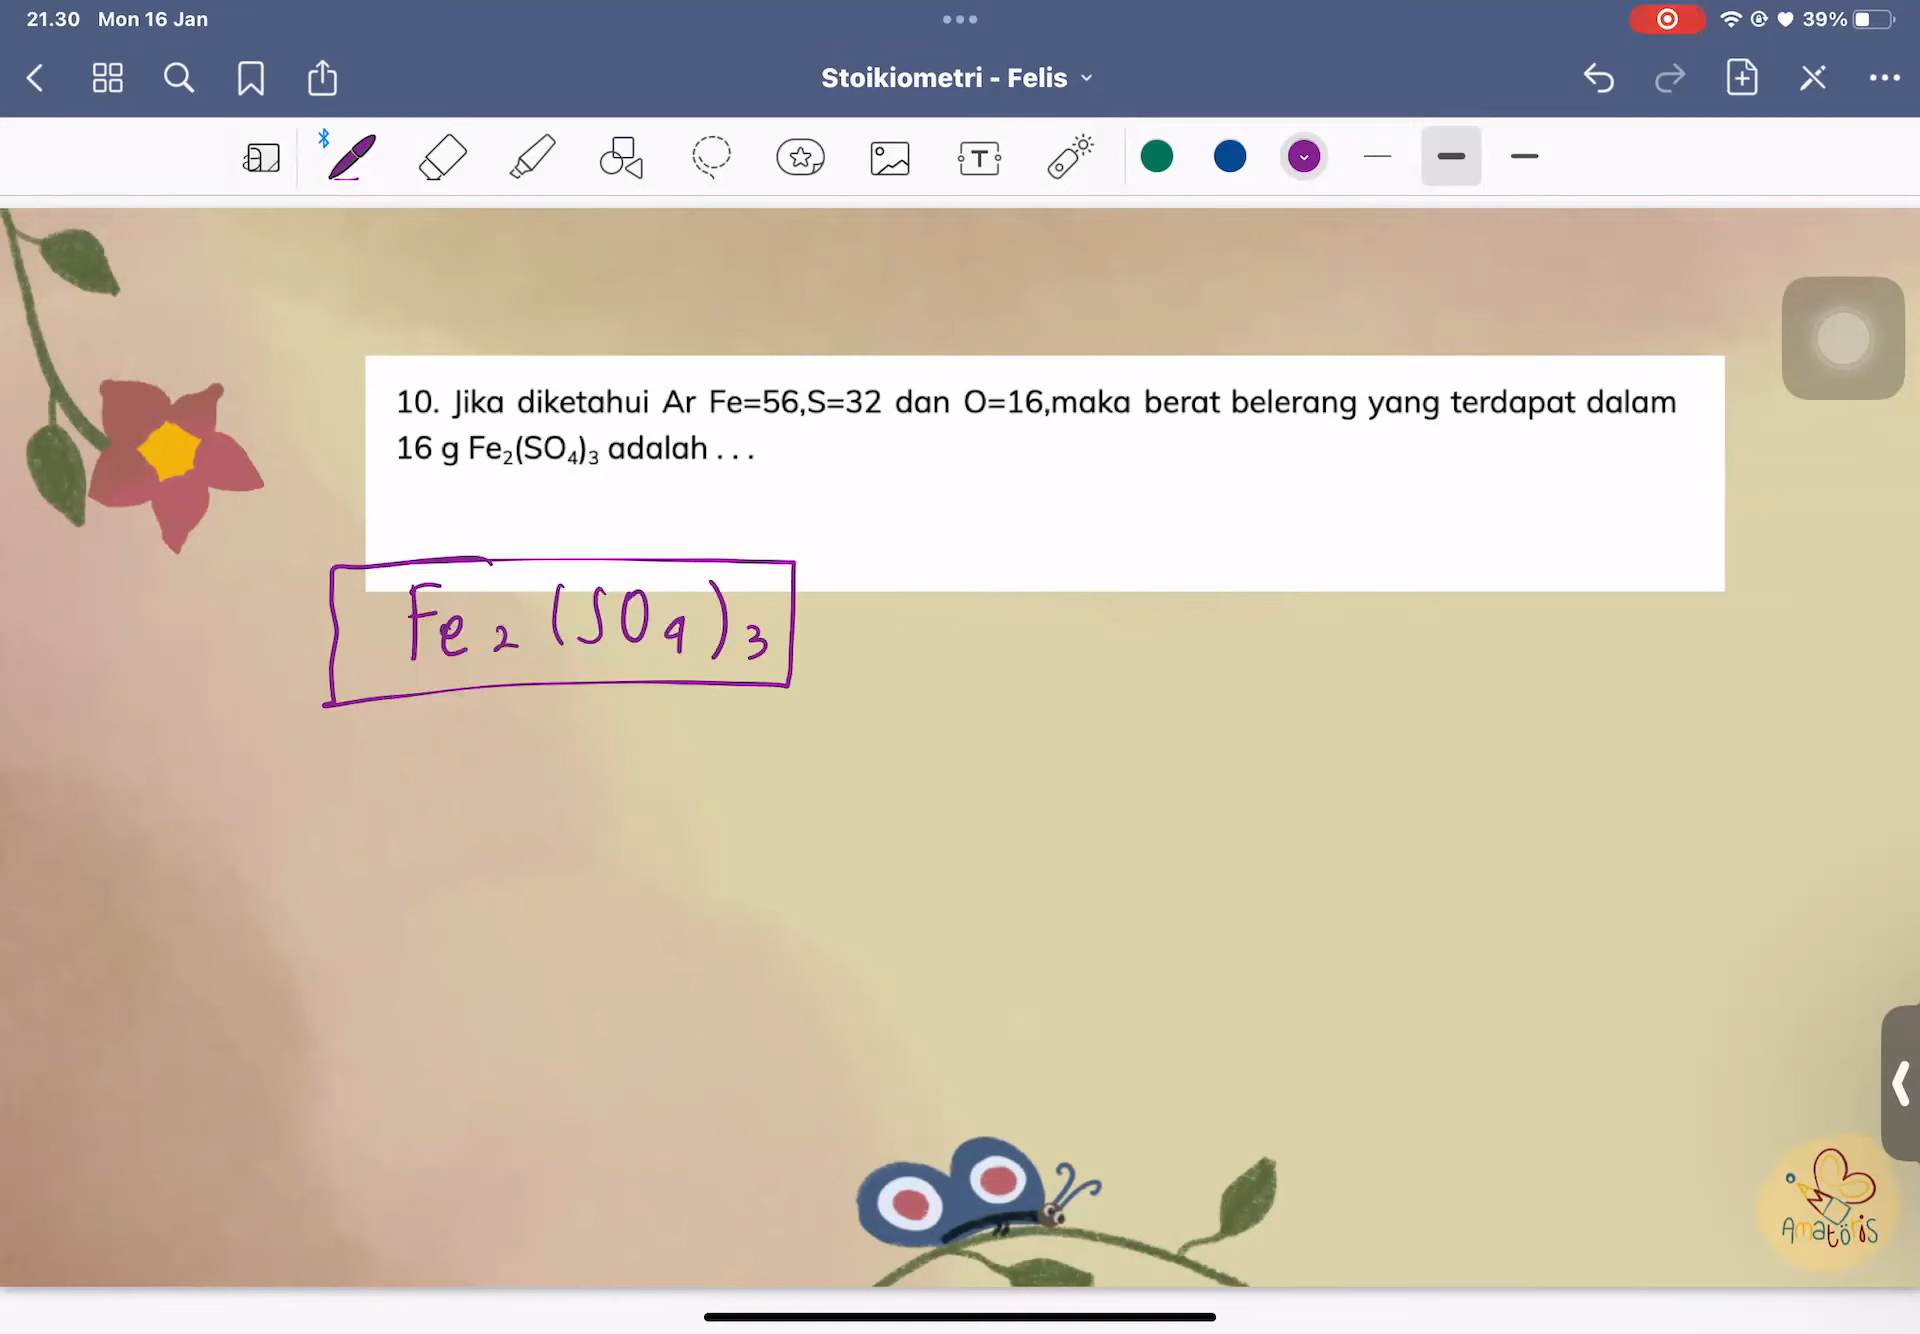 21.30 Mon 16 Jan
39%
Stoikiometri - Felis
10. Jika diketahui Ar Fe=56,S=32 dan O=16,maka berat belerang yang terdapat dalam
16 g Fe₂(SO₄)₃ adalah . . .
Fe₂(SO₄)₃
Amatöris